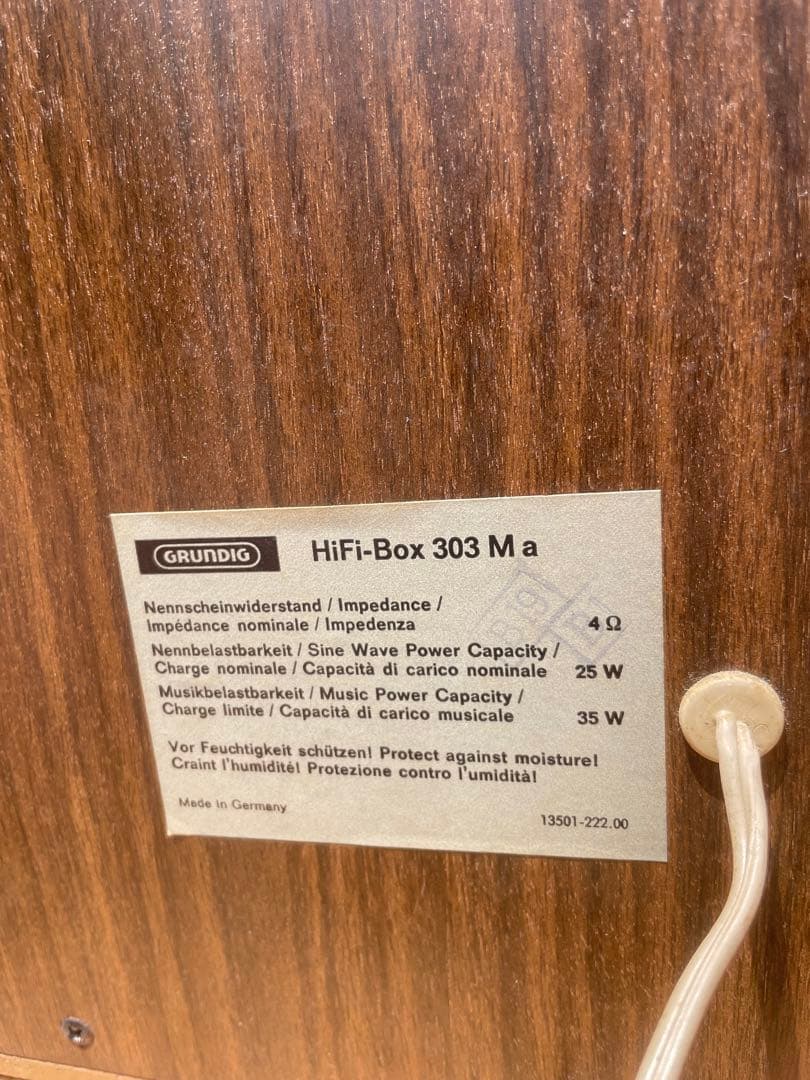 GRUNDIG
HiFi-Box 303 M a
Nennscheinwiderstand / Impedance /
Impédance nominale / Impedenza 4 Ω
Nennbelastbarkeit / Sine Wave Power Capacity /
Charge nominale / Capacità di carico nominale 25 W
Musikbelastbarkeit / Music Power Capacity /
Charge limite / Capacità di carico musicale 35 W
Vor Feuchtigkeit schützen! Protect against moisture!
Craint l'humidité! Protezione contro l'umidità!
Made in Germany
13501-222.00